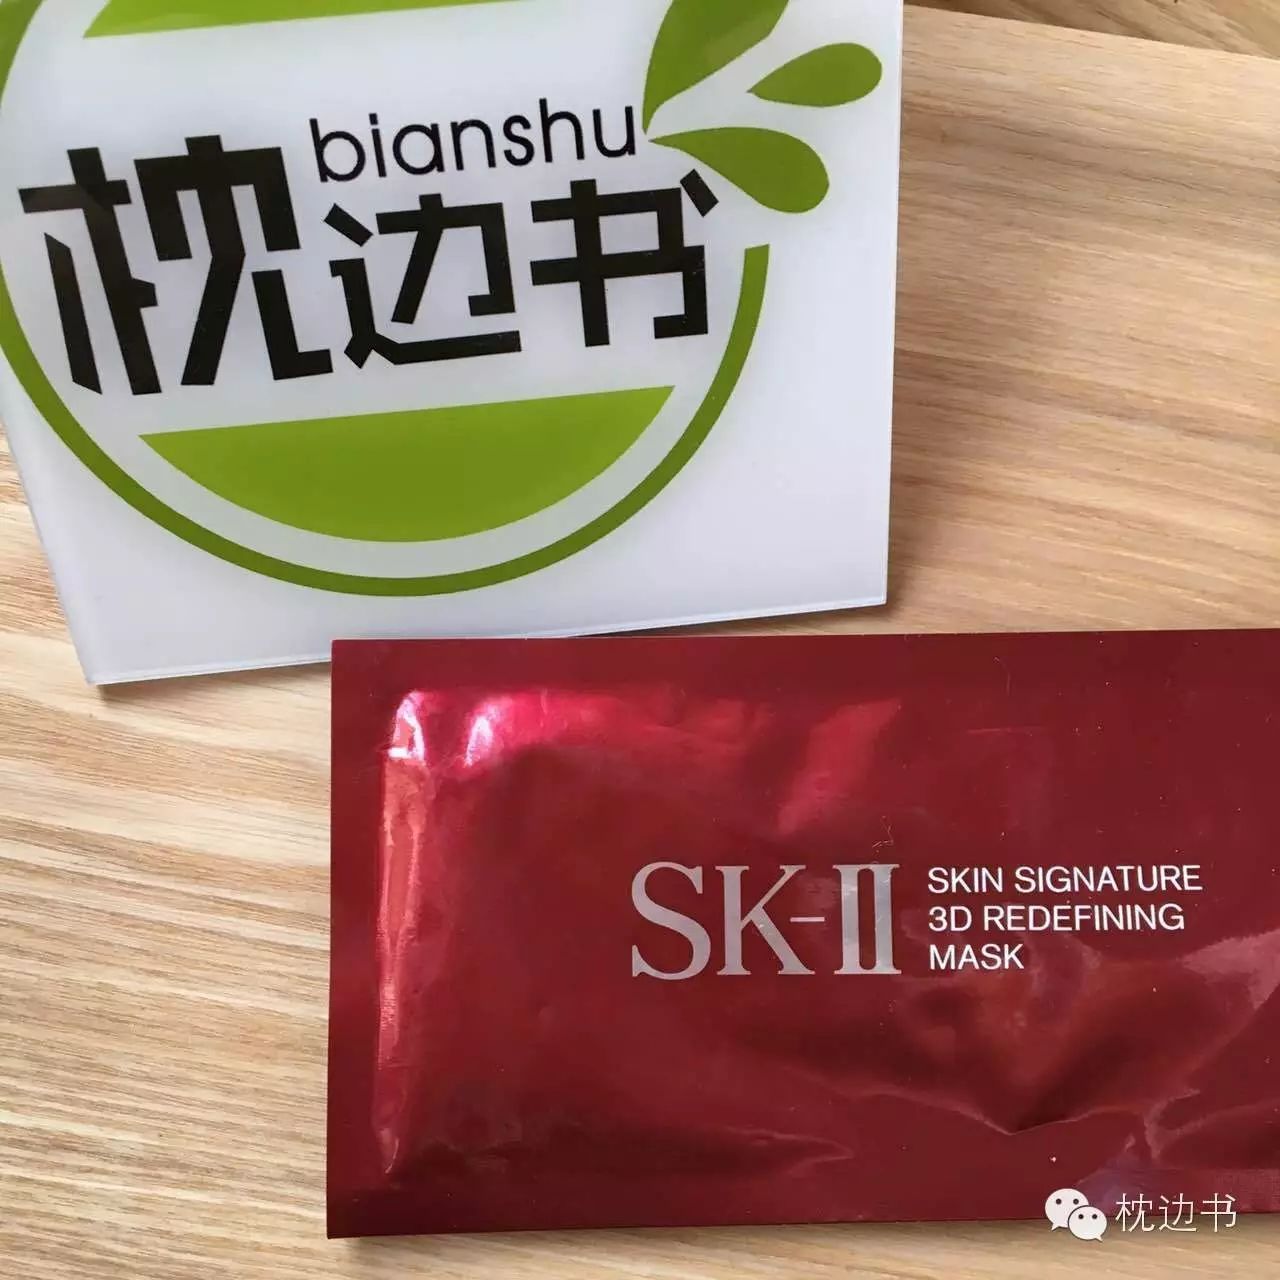 bianshu
枕边书
SK-II
SKIN SIGNATURE
3D REDEFINING
MASK
枕边书